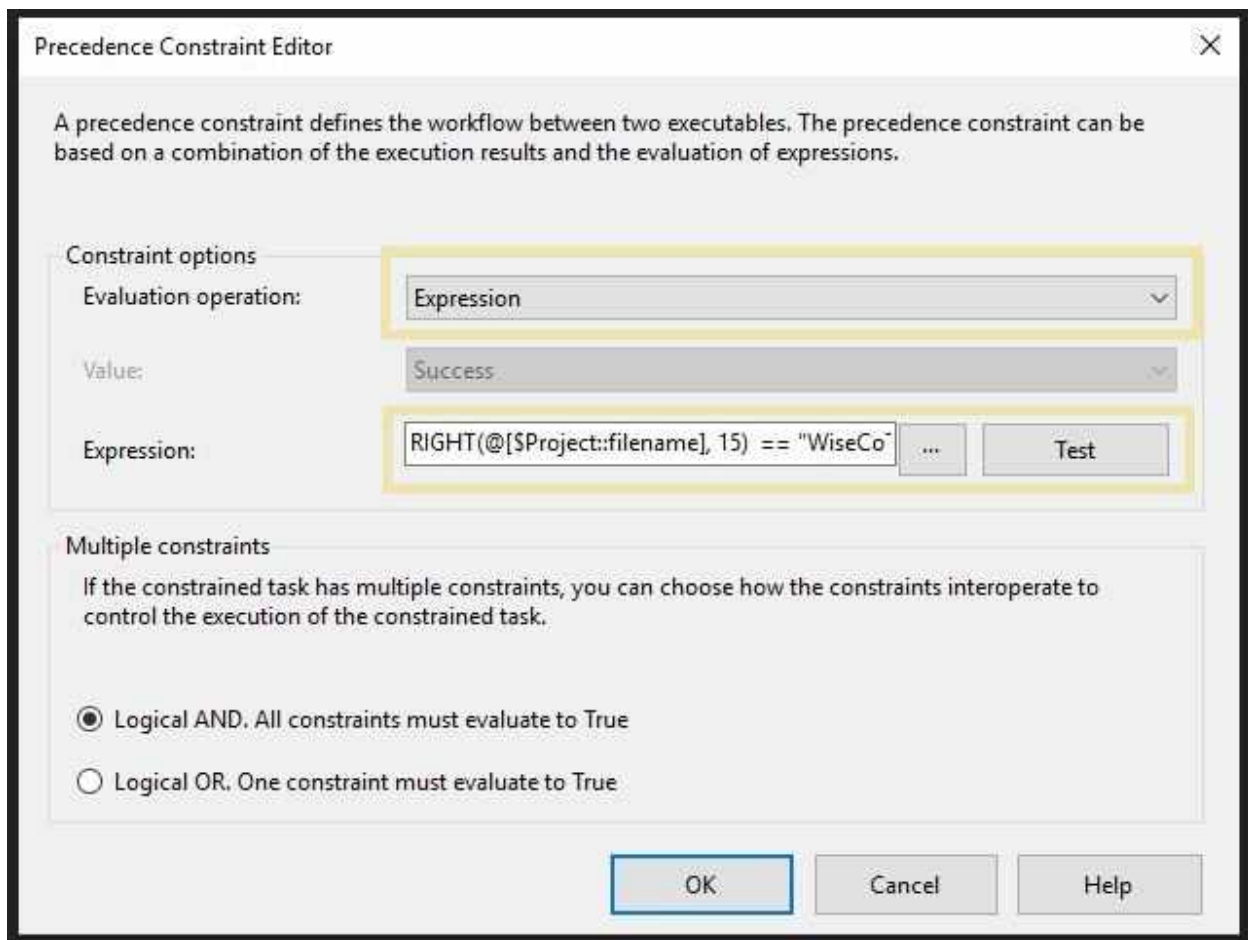 Precedence Constraint Editor
A precedence constraint defines the workflow between two executables. The precedence constraint can be
based on a combination of the execution results and the evaluation of expressions.
Constraint options
Evaluation operation:
Expression
Value:
Success
Expression:
RIGHT(@[$Project::filename], 15) == "WiseCo
...
Test
Multiple constraints
If the constrained task has multiple constraints, you can choose how the constraints interoperate to
control the execution of the constrained task.
Logical AND. All constraints must evaluate to True
Logical OR. One constraint must evaluate to True
OK
Cancel
Help